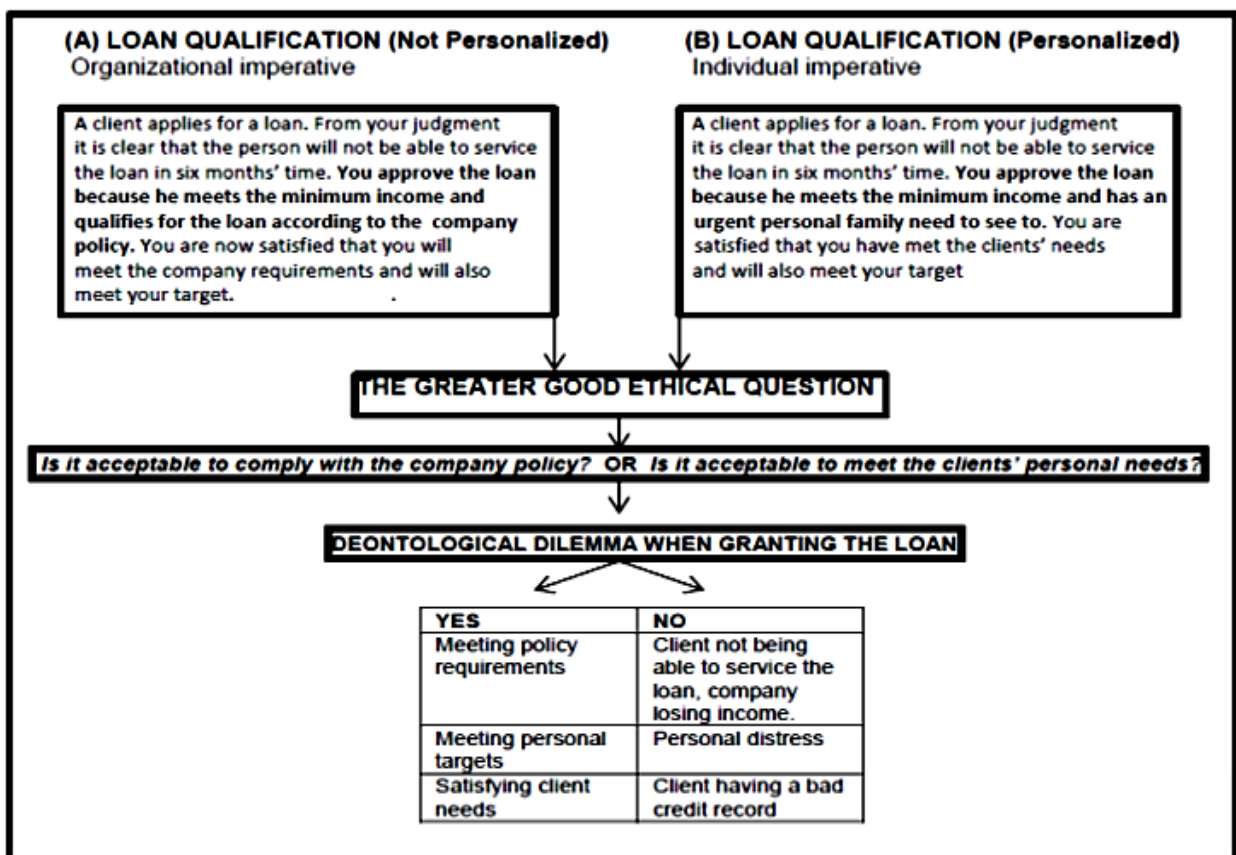 (A) LOAN QUALIFICATION (Not Personalized)
Organizational imperative
A client applies for a loan. From your judgment
it is clear that the person will not be able to service
the loan in six months' time. You approve the loan
because he meets the minimum income and
qualifies for the loan according to the company
policy. You are now satisfied that you will
meet the company requirements and will also
meet your target. .
(B) LOAN QUALIFICATION (Personalized)
Individual imperative
A client applies for a loan. From your judgment
it is clear that the person will not be able to service
the loan in six months' time. You approve the loan
because he meets the minimum income and has an
urgent personal family need to see to. You are
satisfied that you have met the clients' needs
and will also meet your target
THE GREATER GOOD ETHICAL QUESTION
Is it acceptable to comply with the company policy? OR Is it acceptable to meet the clients' personal needs?
DEONTOLOGICAL DILEMMA WHEN GRANTING THE LOAN
YES
NO
Meeting policy
requirements
Client not being
able to service the
loan, company
losing income.
Meeting personal
targets
Personal distress
Satisfying client
needs
Client having a bad
credit record